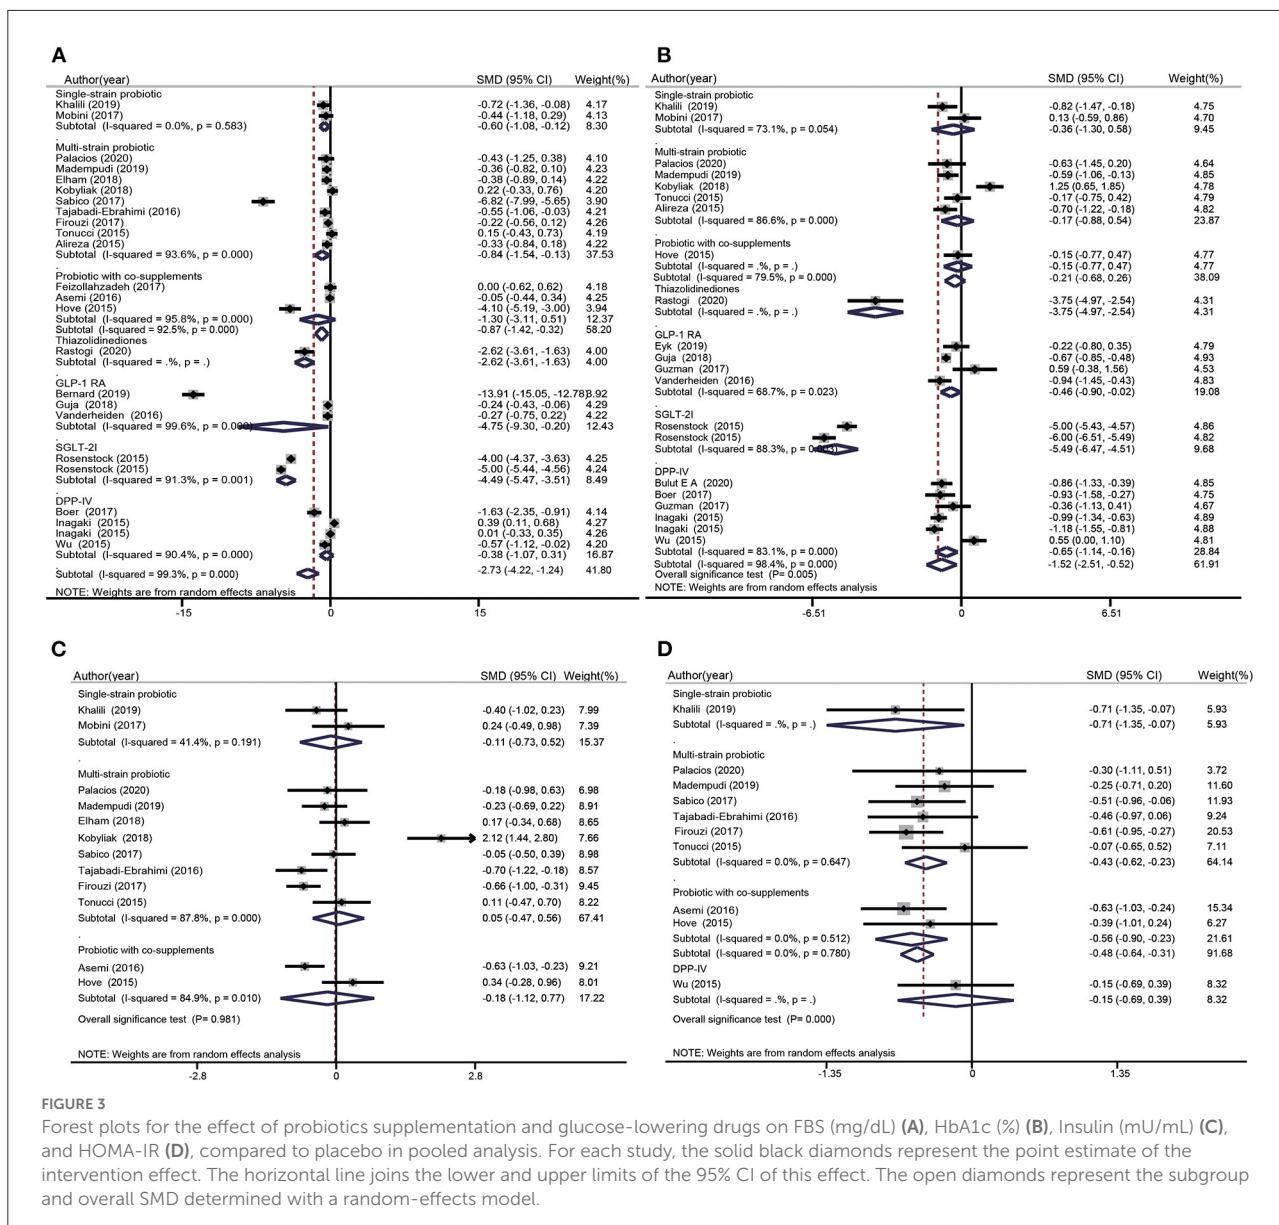 A
Author(year) SMD (95% CI) Weight(%)
Single-strain probiotic
Khalili (2019) -0.72 (-1.36, -0.08) 4.17
Mobini (2017) -0.44 (-1.18, 0.29) 4.13
Subtotal (I-squared = 0.0%, p = 0.583) -0.60 (-1.08, -0.12) 8.30
.
Multi-strain probiotic
Palacios (2020) -0.43 (-1.25, 0.38) 4.10
Madempudi (2019) -0.36 (-0.82, 0.10) 4.23
Elham (2018) -0.38 (-0.89, 0.14) 4.22
Kobyliak (2018) 0.22 (-0.33, 0.76) 4.20
Sabico (2017) -6.82 (-7.99, -5.65) 3.90
Tajabadi-Ebrahimi (2016) -0.55 (-1.06, -0.03) 4.21
Firouzi (2017) -0.22 (-0.56, 0.12) 4.26
Tonucci (2015) 0.15 (-0.43, 0.73) 4.19
Alireza (2015) -0.33 (-0.84, 0.18) 4.22
Subtotal (I-squared = 93.6%, p = 0.000) -0.84 (-1.54, -0.13) 37.53
.
Probiotic with co-supplements
Feizollahzadeh (2017) 0.00 (-0.62, 0.62) 4.18
Asemi (2016) -0.05 (-0.44, 0.34) 4.25
Hove (2015) -4.10 (-5.19, -3.00) 3.94
Subtotal (I-squared = 95.8%, p = 0.000) -1.30 (-3.11, 0.51) 12.37
Subtotal (I-squared = 92.5%, p = 0.000) -0.87 (-1.42, -0.32) 58.20
Thiazolidinediones
Rastogi (2020) -2.62 (-3.61, -1.63) 4.00
Subtotal (I-squared = .%, p = .) -2.62 (-3.61, -1.63) 4.00
.
GLP-1 RA
Bernard (2019) -13.91 (-15.05, -12.78) 3.92
Guja (2018) -0.24 (-0.43, -0.06) 4.29
Vanderheiden (2016) -0.27 (-0.75, 0.22) 4.22
Subtotal (I-squared = 99.6%, p = 0.000) -4.75 (-9.30, -0.20) 12.43
.
SGLT-2I
Rosenstock (2015) -4.00 (-4.37, -3.63) 4.25
Rosenstock (2015) -5.00 (-5.44, -4.56) 4.24
Subtotal (I-squared = 91.3%, p = 0.001) -4.49 (-5.47, -3.51) 8.49
.
DPP-IV
Boer (2017) -1.63 (-2.35, -0.91) 4.14
Inagaki (2015) 0.39 (0.11, 0.68) 4.27
Inagaki (2015) 0.01 (-0.33, 0.35) 4.26
Wu (2015) -0.57 (-1.12, -0.02) 4.20
Subtotal (I-squared = 90.4%, p = 0.000) -0.38 (-1.07, 0.31) 16.87
.
Subtotal (I-squared = 99.3%, p = 0.000) -2.73 (-4.22, -1.24) 41.80
NOTE: Weights are from random effects analysis
-15 0 15
B
Author(year) SMD (95% CI) Weight(%)
Single-strain probiotic
Khalili (2019) -0.82 (-1.47, -0.18) 4.75
Mobini (2017) 0.13 (-0.59, 0.86) 4.70
Subtotal (I-squared = 73.1%, p = 0.054) -0.36 (-1.30, 0.58) 9.45
.
Multi-strain probiotic
Palacios (2020) -0.63 (-1.45, 0.20) 4.64
Madempudi (2019) -0.59 (-1.06, -0.13) 4.85
Kobyliak (2018) 1.25 (0.65, 1.85) 4.78
Tonucci (2015) -0.17 (-0.75, 0.42) 4.79
Alireza (2015) -0.70 (-1.22, -0.18) 4.82
Subtotal (I-squared = 86.6%, p = 0.000) -0.17 (-0.88, 0.54) 23.87
.
Probiotic with co-supplements
Hove (2015) -0.15 (-0.77, 0.47) 4.77
Subtotal (I-squared = .%, p = .) -0.15 (-0.77, 0.47) 4.77
Subtotal (I-squared = 79.5%, p = 0.000) -0.21 (-0.68, 0.26) 38.09
Thiazolidinediones
Rastogi (2020) -3.75 (-4.97, -2.54) 4.31
Subtotal (I-squared = .%, p = .) -3.75 (-4.97, -2.54) 4.31
.
GLP-1 RA
Eyk (2019) -0.22 (-0.80, 0.35) 4.79
Guja (2018) -0.67 (-0.85, -0.48) 4.93
Guzman (2017) 0.59 (-0.38, 1.56) 4.53
Vanderheiden (2016) -0.94 (-1.45, -0.43) 4.83
Subtotal (I-squared = 68.7%, p = 0.023) -0.46 (-0.90, -0.02) 19.08
.
SGLT-2I
Rosenstock (2015) -5.00 (-5.43, -4.57) 4.86
Rosenstock (2015) -6.00 (-6.51, -5.49) 4.82
Subtotal (I-squared = 88.3%, p = 0.003) -5.49 (-6.47, -4.51) 9.68
.
DPP-IV
Bulut E A (2020) -0.86 (-1.33, -0.39) 4.85
Boer (2017) -0.93 (-1.58, -0.27) 4.75
Guzman (2017) -0.36 (-1.13, 0.41) 4.67
Inagaki (2015) -0.99 (-1.34, -0.63) 4.89
Inagaki (2015) -1.18 (-1.55, -0.81) 4.88
Wu (2015) 0.55 (0.00, 1.10) 4.81
Subtotal (I-squared = 83.1%, p = 0.000) -0.65 (-1.14, -0.16) 28.84
Subtotal (I-squared = 98.4%, p = 0.000) -1.52 (-2.51, -0.52) 61.91
Overall significance test (P= 0.005)
NOTE: Weights are from random effects analysis
-6.51 0 6.51
C
Author(year) SMD (95% CI) Weight(%)
Single-strain probiotic
Khalili (2019) -0.40 (-1.02, 0.23) 7.99
Mobini (2017) 0.24 (-0.49, 0.98) 7.39
Subtotal (I-squared = 41.4%, p = 0.191) -0.11 (-0.73, 0.52) 15.37
.
Multi-strain probiotic
Palacios (2020) -0.18 (-0.98, 0.63) 6.98
Madempudi (2019) -0.23 (-0.69, 0.22) 8.91
Elham (2018) 0.17 (-0.34, 0.68) 8.65
Kobyliak (2018) 2.12 (1.44, 2.80) 7.66
Sabico (2017) -0.05 (-0.50, 0.39) 8.98
Tajabadi-Ebrahimi (2016) -0.70 (-1.22, -0.18) 8.57
Firouzi (2017) -0.66 (-1.00, -0.31) 9.45
Tonucci (2015) 0.11 (-0.47, 0.70) 8.22
Subtotal (I-squared = 87.8%, p = 0.000) 0.05 (-0.47, 0.56) 67.41
.
Probiotic with co-supplements
Asemi (2016) -0.63 (-1.03, -0.23) 9.21
Hove (2015) 0.34 (-0.28, 0.96) 8.01
Subtotal (I-squared = 84.9%, p = 0.010) -0.18 (-1.12, 0.77) 17.22
Overall significance test (P= 0.981)
NOTE: Weights are from random effects analysis
-2.8 0 2.8
D
Author(year) SMD (95% CI) Weight(%)
Single-strain probiotic
Khalili (2019) -0.71 (-1.35, -0.07) 5.93
Subtotal (I-squared = .%, p = .) -0.71 (-1.35, -0.07) 5.93
.
Multi-strain probiotic
Palacios (2020) -0.30 (-1.11, 0.51) 3.72
Madempudi (2019) -0.25 (-0.71, 0.20) 11.60
Sabico (2017) -0.51 (-0.96, -0.06) 11.93
Tajabadi-Ebrahimi (2016) -0.46 (-0.97, 0.06) 9.24
Firouzi (2017) -0.61 (-0.95, -0.27) 20.53
Tonucci (2015) -0.07 (-0.65, 0.52) 7.11
Subtotal (I-squared = 0.0%, p = 0.647) -0.43 (-0.62, -0.23) 64.14
.
Probiotic with co-supplements
Asemi (2016) -0.63 (-1.03, -0.24) 15.34
Hove (2015) -0.39 (-1.01, 0.24) 6.27
Subtotal (I-squared = 0.0%, p = 0.512) -0.56 (-0.90, -0.23) 21.61
Subtotal (I-squared = 0.0%, p = 0.780) -0.48 (-0.64, -0.31) 91.68
DPP-IV
Wu (2015) -0.15 (-0.69, 0.39) 8.32
Subtotal (I-squared = .%, p = .) -0.15 (-0.69, 0.39) 8.32
Overall significance test (P= 0.000)
NOTE: Weights are from random effects analysis
-1.35 0 1.35
FIGURE 3
Forest plots for the effect of probiotics supplementation and glucose-lowering drugs on FBS (mg/dL) (A), HbA1c (%) (B), Insulin (mU/mL) (C),
and HOMA-IR (D), compared to placebo in pooled analysis. For each study, the solid black diamonds represent the point estimate of the
intervention effect. The horizontal line joins the lower and upper limits of the 95% CI of this effect. The open diamonds represent the subgroup
and overall SMD determined with a random-effects model.